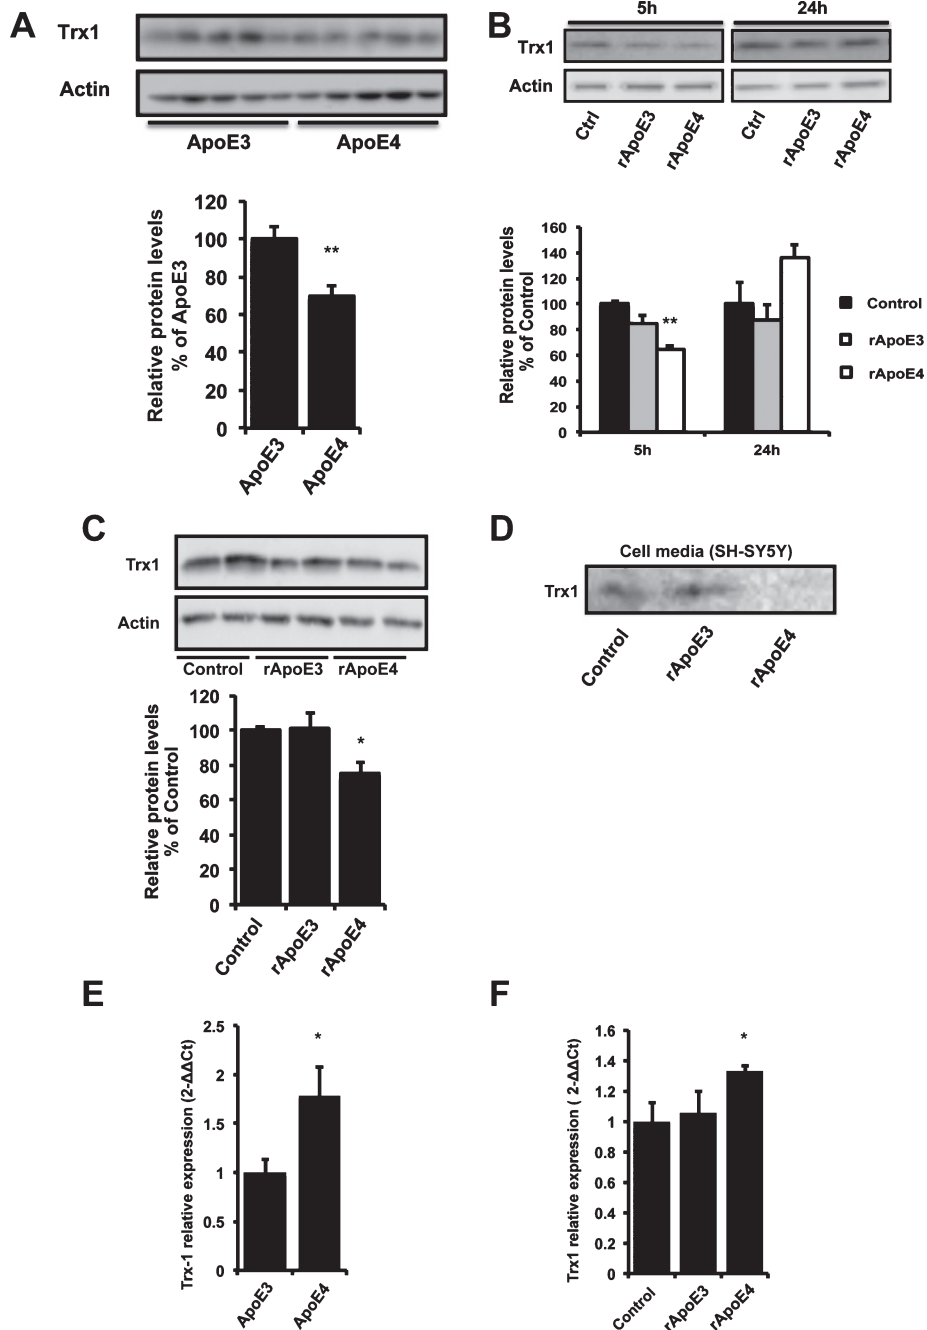 A
Trx1
Actin
ApoE3 ApoE4
Relative protein levels
% of ApoE3
120
100
80
60
40
20
0
**
ApoE3 ApoE4
B
5h 24h
Trx1
Actin
Ctrl rApoE3 rApoE4 Ctrl rApoE3 rApoE4
Relative protein levels
% of Control
160
140
120
100
80
60
40
20
0
**
5h 24h
Control
rApoE3
rApoE4
C
Trx1
Actin
Control rApoE3 rApoE4
Relative protein levels
% of Control
120
100
80
60
40
20
0
*
Control rApoE3 rApoE4
D
Cell media (SH-SY5Y)
Trx1
Control rApoE3 rApoE4
E
Trx-1 relative expression (2-ΔΔCt)
2.5
2
1.5
1
0.5
0
*
ApoE3 ApoE4
F
Trx1 relative expression ( 2-ΔΔCt)
1.6
1.4
1.2
1
0.8
0.6
0.4
0.2
0
*
Control rApoE3 rApoE4